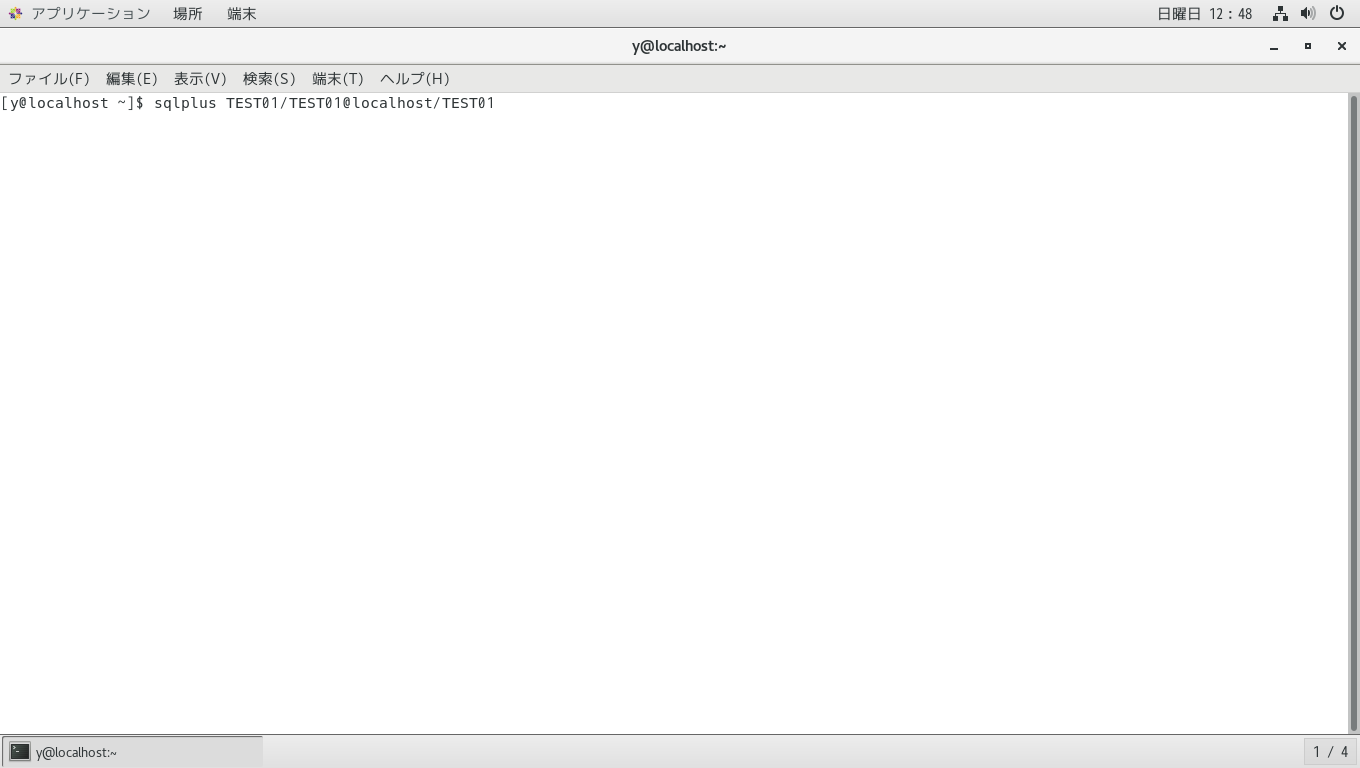 アプリケーション 場所 端末 日曜日 12：48
y@localhost:~
ファイル(F) 編集(E) 表示(V) 検索(S) 端末(T) ヘルプ(H)
[y@localhost ~]$ sqlplus TEST01/TEST01@localhost/TEST01
y@localhost:~ 1 / 4